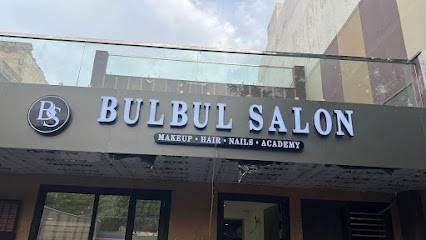 BS
BULBUL SALON
MAKEUP • HAIR • NAILS • ACADEMY